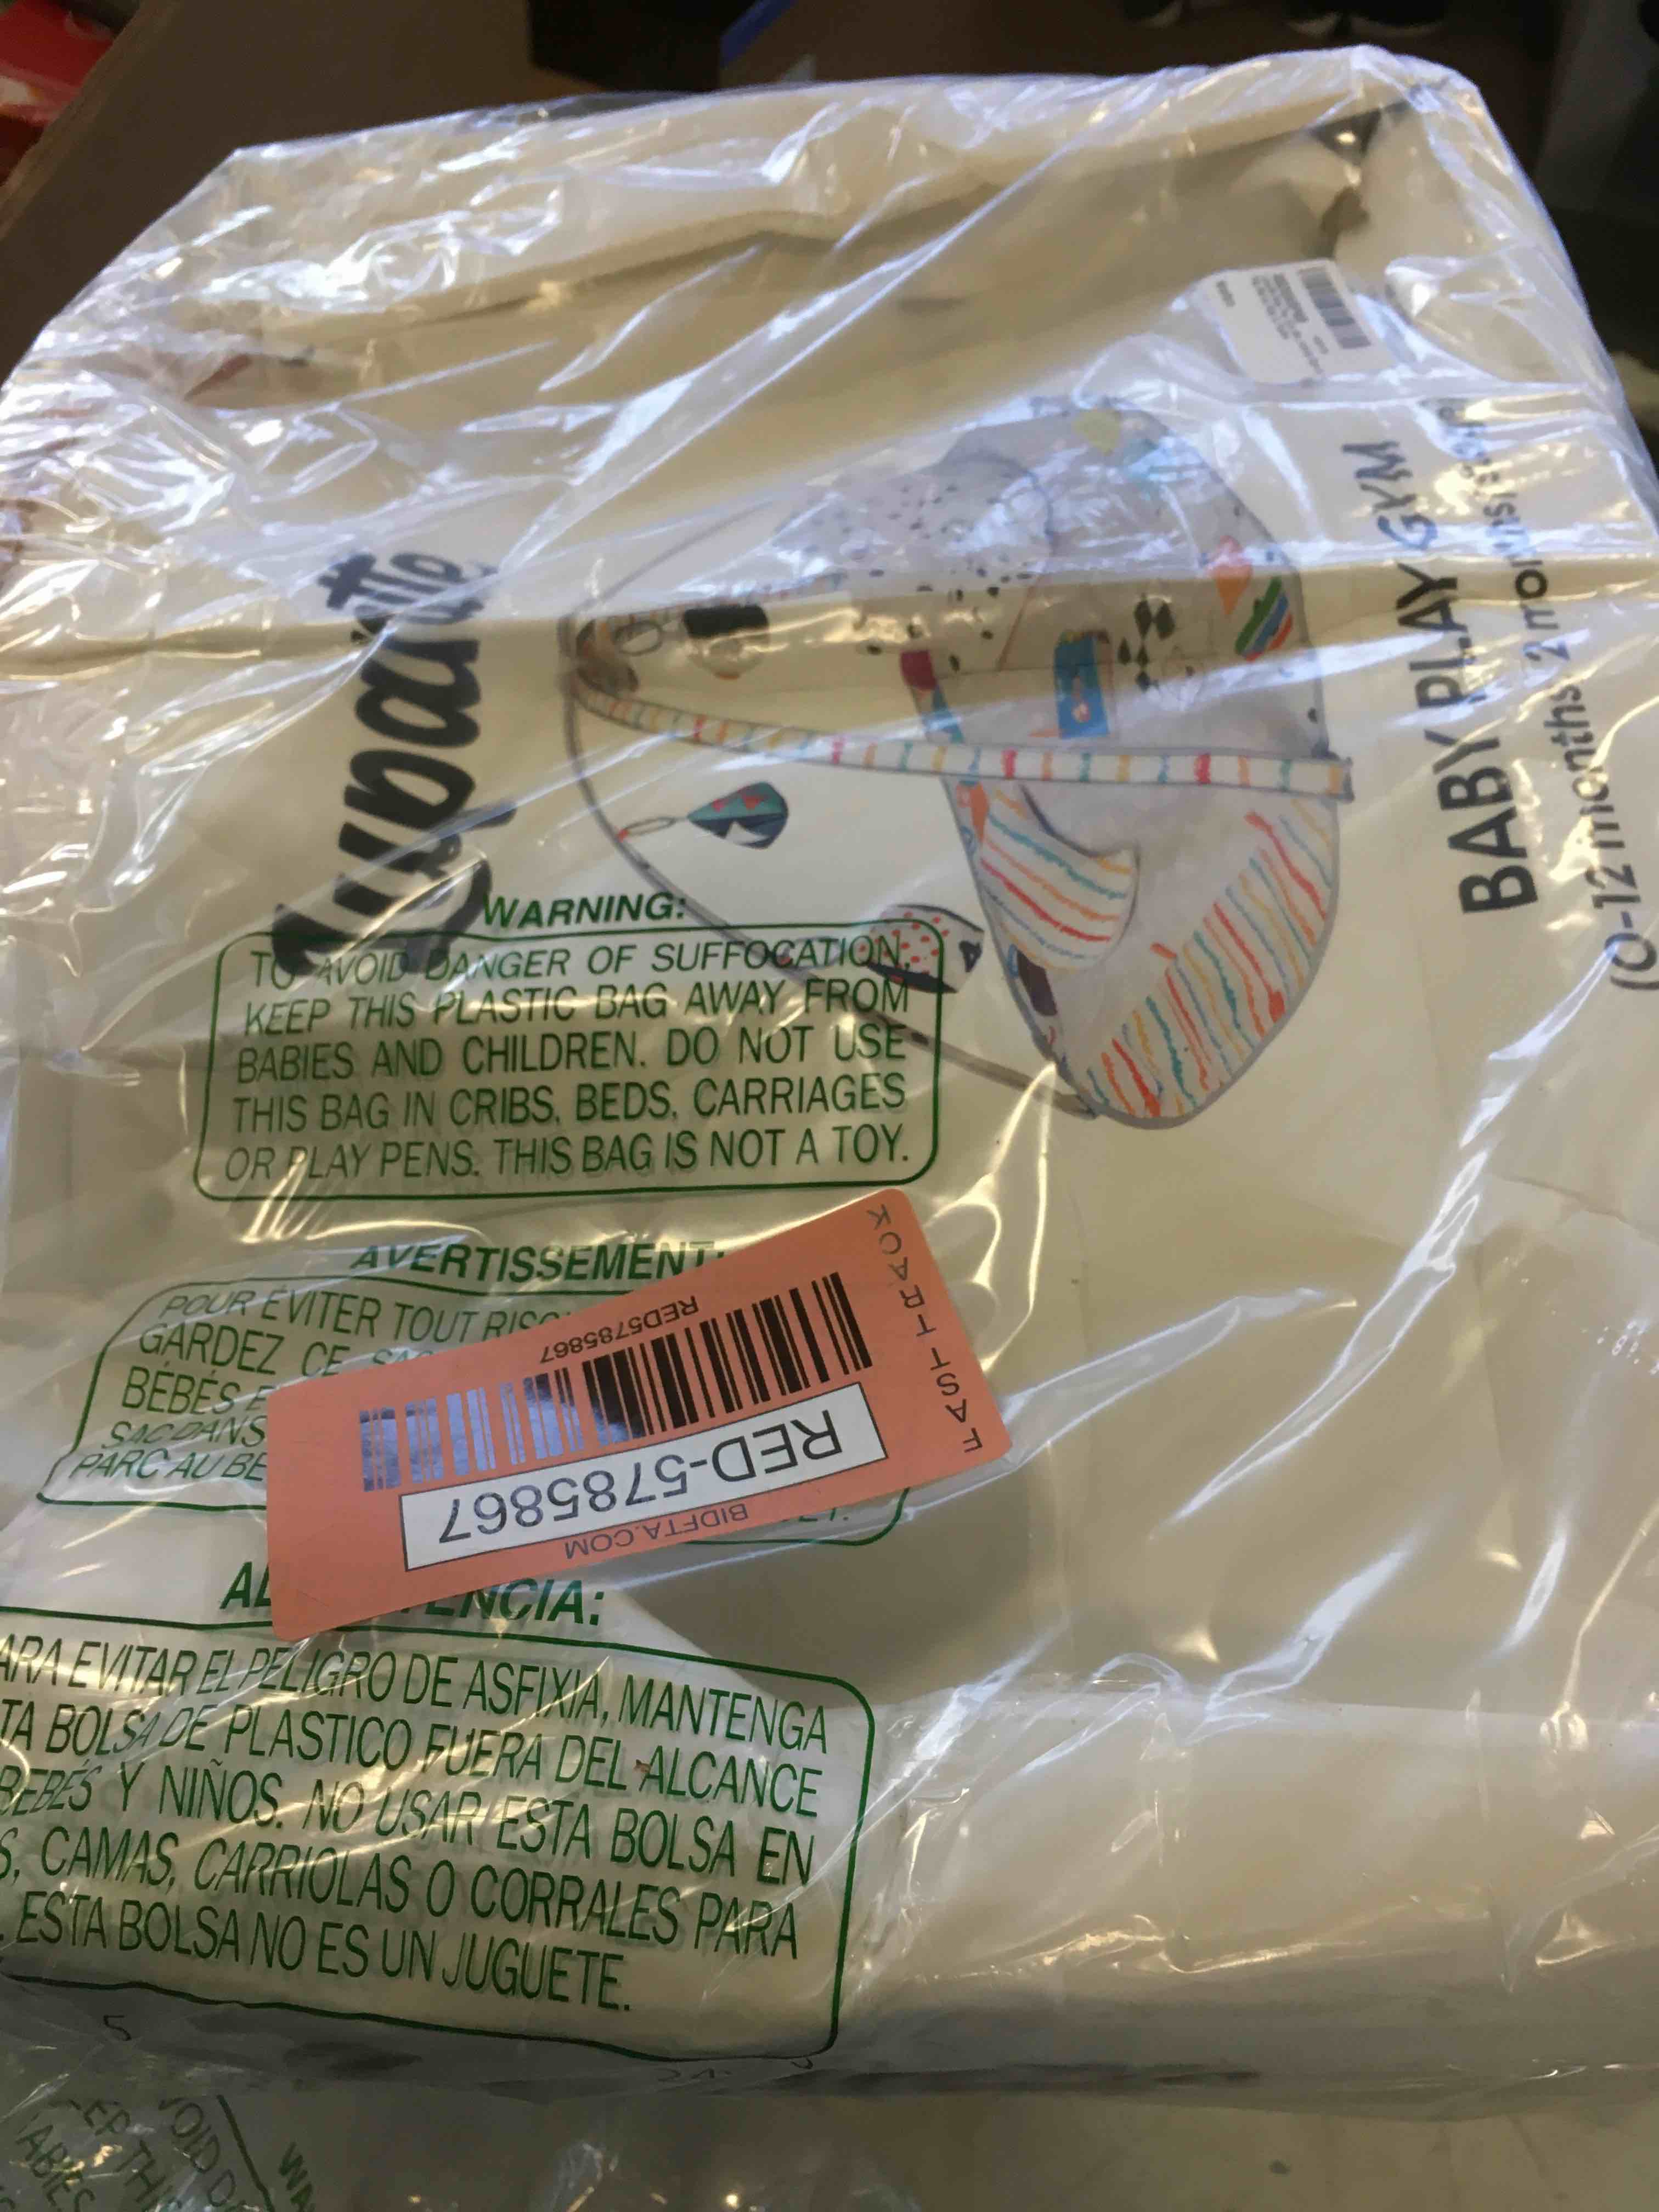 Lupantte
BABY PLAY GYM
(0-12 months
WARNING:
TO AVOID DANGER OF SUFFOCATION,
KEEP THIS PLASTIC BAG AWAY FROM
BABIES AND CHILDREN. DO NOT USE
THIS BAG IN CRIBS, BEDS, CARRIAGES
OR PLAY PENS. THIS BAG IS NOT A TOY.
AVERTISSEMENT:
POUR ÉVITER TOUT
GARDEZ CE
BÉBÉS
SAC DANS
PARC AU
FAST-TRACK
BIDFTA.COM
RED-5785867
RED5785867
ARA EVITAR EL PELIGRO DE ASFIXIA, MANTENGA
TA BOLSA DE PLASTICO FUERA DEL ALCANCE
BEBÉS Y NIÑOS. NO USAR ESTA BOLSA EN
S, CAMAS, CARRIOLAS O CORRALES PARA
. ESTA BOLSA NO ES UN JUGUETE.